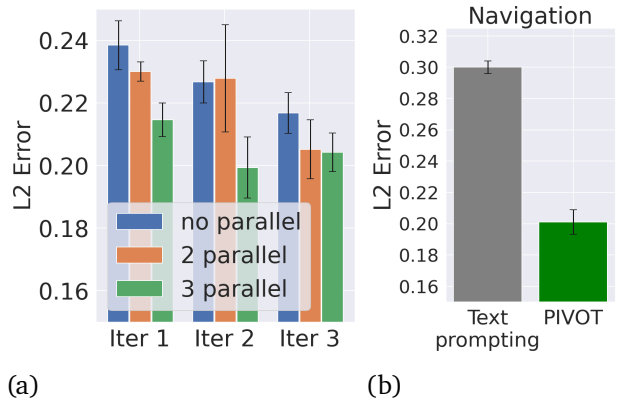 L2 Error
0.24
0.22
0.20
0.18
0.16
no parallel
2 parallel
3 parallel
Iter 1 Iter 2 Iter 3
(a)
Navigation
L2 Error
0.32
0.30
0.28
0.26
0.24
0.22
0.20
0.18
0.16
Text PIVOT
prompting
(b)